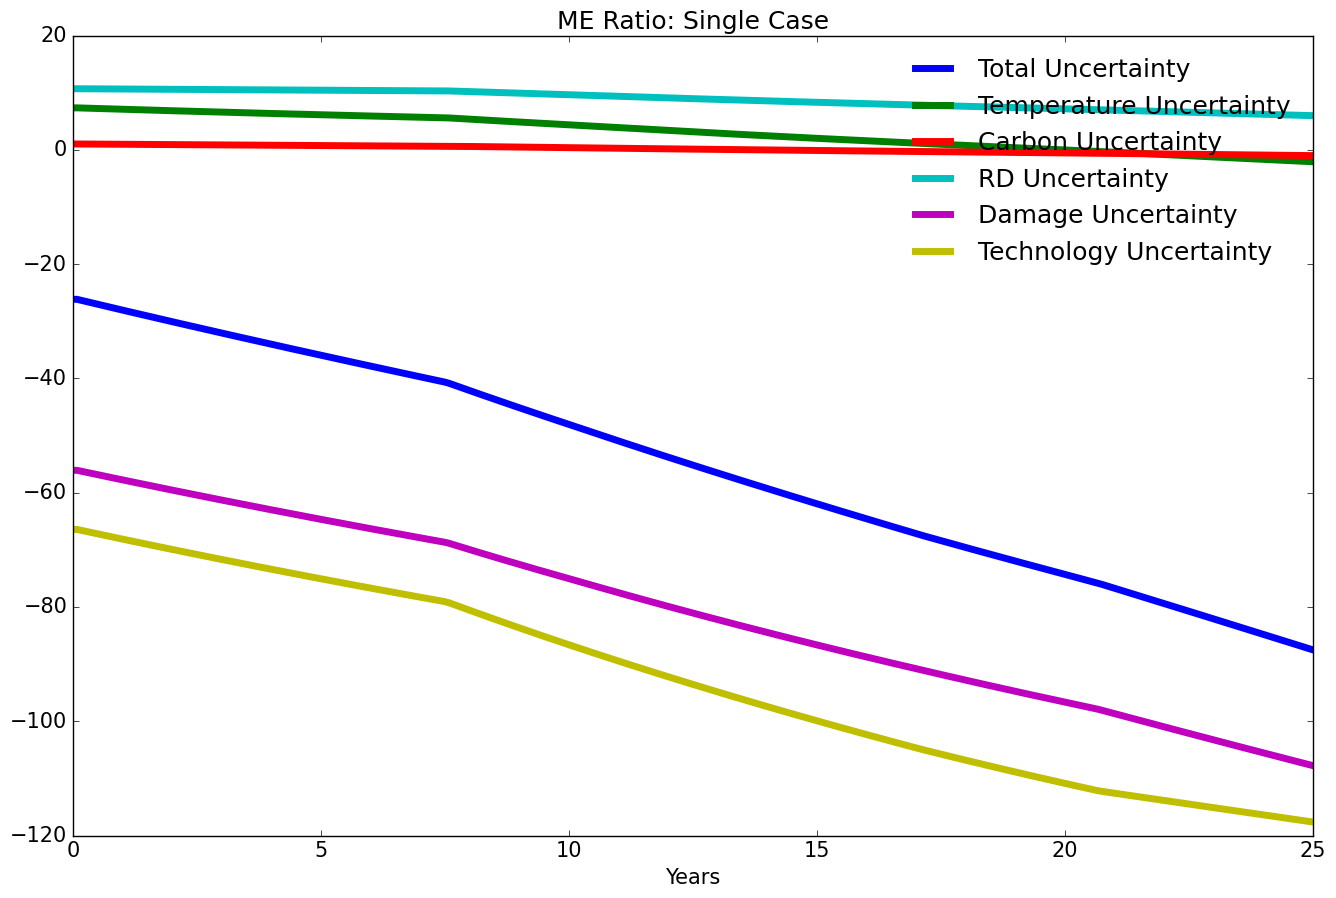 ME Ratio: Single Case
20
0
−20
−40
−60
−80
−100
−120
Total Uncertainty
Temperature Uncertainty
Carbon Uncertainty
RD Uncertainty
Damage Uncertainty
Technology Uncertainty
0 5 10 15 20 25
Years